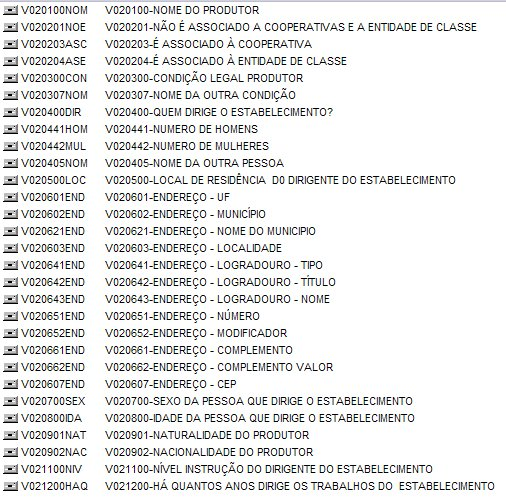 V020100NOM V020100-NOME DO PRODUTOR
V020201NOE V020201-NÃO É ASSOCIADO A COOPERATIVAS E A ENTIDADE DE CLASSE
V020203ASC V020203-É ASSOCIADO À COOPERATIVA
V020204ASE V020204-É ASSOCIADO À ENTIDADE DE CLASSE
V020300CON V020300-CONDIÇÃO LEGAL PRODUTOR
V020307NOM V020307-NOME DA OUTRA CONDIÇÃO
V020400DIR V020400-QUEM DIRIGE O ESTABELECIMENTO?
V020441HOM V020441-NUMERO DE HOMENS
V020442MUL V020442-NUMERO DE MULHERES
V020405NOM V020405-NOME DA OUTRA PESSOA
V020500LOC V020500-LOCAL DE RESIDÊNCIA D0 DIRIGENTE DO ESTABELECIMENTO
V020601END V020601-ENDEREÇO - UF
V020602END V020602-ENDEREÇO - MUNICÍPIO
V020621END V020621-ENDEREÇO - NOME DO MUNICIPIO
V020603END V020603-ENDEREÇO - LOCALIDADE
V020641END V020641-ENDEREÇO - LOGRADOURO - TIPO
V020642END V020642-ENDEREÇO - LOGRADOURO - TÍTULO
V020643END V020643-ENDEREÇO - LOGRADOURO - NOME
V020651END V020651-ENDEREÇO - NÚMERO
V020652END V020652-ENDEREÇO - MODIFICADOR
V020661END V020661-ENDEREÇO - COMPLEMENTO
V020662END V020662-ENDEREÇO - COMPLEMENTO VALOR
V020607END V020607-ENDEREÇO - CEP
V020700SEX V020700-SEXO DA PESSOA QUE DIRIGE O ESTABELECIMENTO
V020800IDA V020800-IDADE DA PESSOA QUE DIRIGE O ESTABELECIMENTO
V020901NAT V020901-NATURALIDADE DO PRODUTOR
V020902NAC V020902-NACIONALIDADE DO PRODUTOR
V021100NIV V021100-NÍVEL INSTRUÇÃO DO DIRIGENTE DO ESTABELECIMENTO
V021200HAQ V021200-HÁ QUANTOS ANOS DIRIGE OS TRABALHOS DO ESTABELECIMENTO